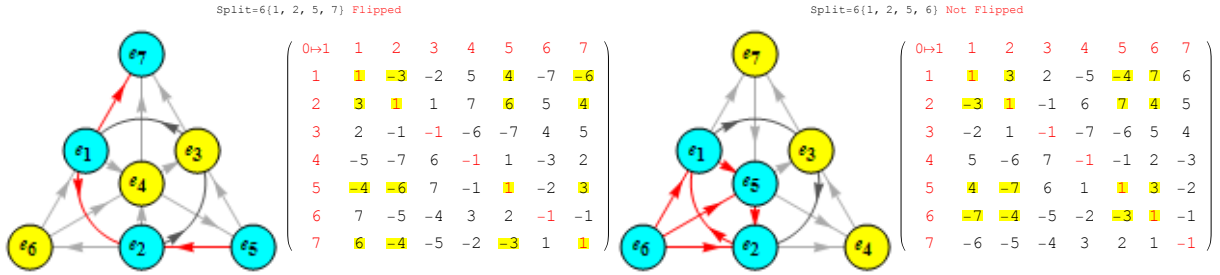 Split=6{1, 2, 5, 7} Flipped
e7
e1
e3
e4
e6
e2
e5
0↦1 1 2 3 4 5 6 7
1 1 -3 -2 5 4 -7 -6
2 3 1 1 7 6 5 4
3 2 -1 -1 -6 -7 4 5
4 -5 -7 6 -1 1 -3 2
5 -4 -6 7 -1 1 -2 3
6 7 -5 -4 3 2 -1 -1
7 6 -4 -5 -2 -3 1 1
Split=6{1, 2, 5, 6} Not Flipped
e7
e1
e3
e5
e6
e2
e4
0↦1 1 2 3 4 5 6 7
1 1 3 2 -5 -4 7 6
2 -3 1 -1 6 7 4 5
3 -2 1 -1 -7 -6 5 4
4 5 -6 7 -1 -1 2 -3
5 4 -7 6 1 1 3 -2
6 -7 -4 -5 -2 -3 1 -1
7 -6 -5 -4 3 2 1 -1